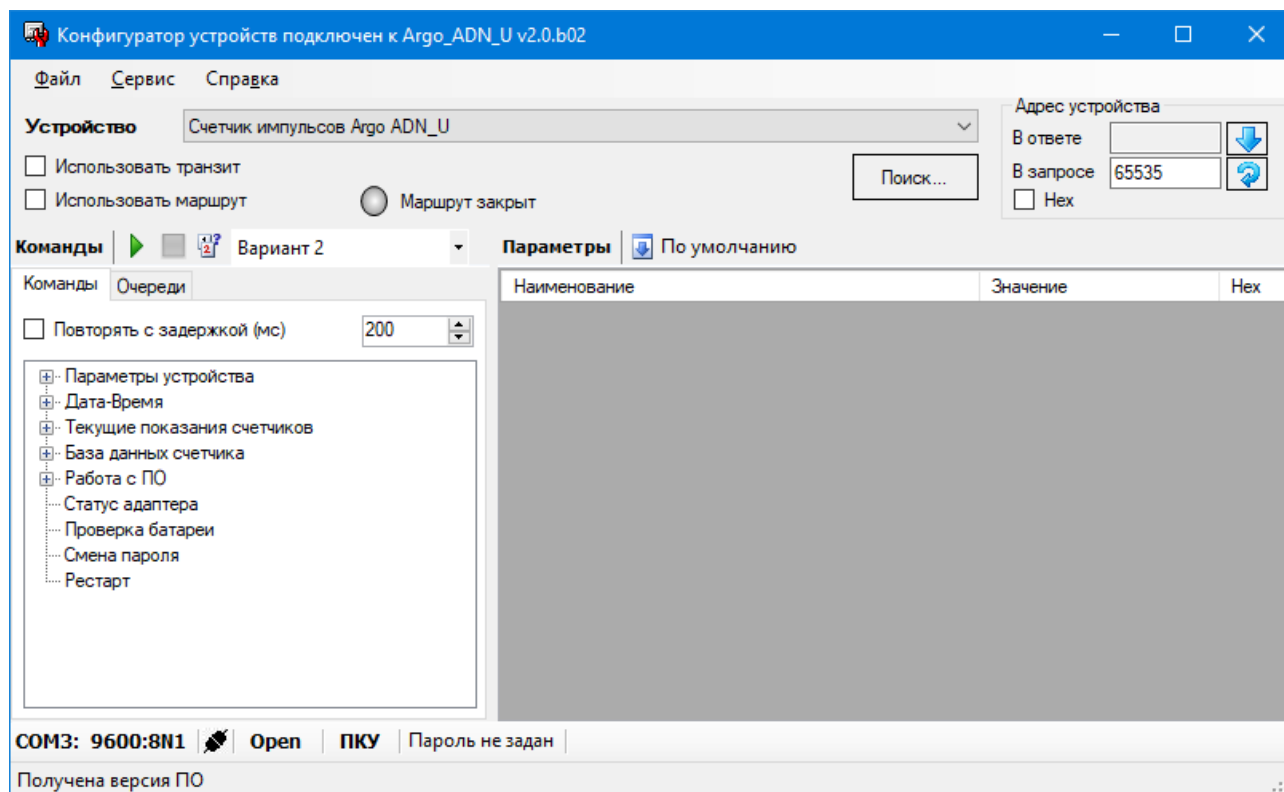 Конфигуратор устройств подключен к Argo_ADN_U v2.0.b02
Файл Сервис Справка
Адрес устройства
Устройство Счетчик импульсов Argo ADN_U
В ответе
Использовать транзит
Поиск...
В запросе 65535
Использовать маршрут Маршрут закрыт
Hex
Команды Вариант 2 Параметры По умолчанию
Команды Очереди
Наименование Значение Hex
Повторять с задержкой (мс) 200
Параметры устройства
Дата-Время
Текущие показания счетчиков
База данных счетчика
Работа с ПО
Статус адаптера
Проверка батареи
Смена пароля
Рестарт
COM3: 9600:8N1 Open ПКУ Пароль не задан
Получена версия ПО